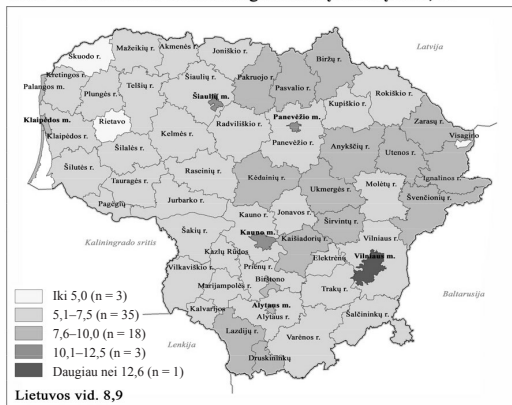 Latvija
Skuodo r.
Mažeikių r.
Akmenės r.
Joniškio r.
Biržų r.
Kretingos r.
Palangos m.
Plungės r.
Telšių r.
Šiaulių r.
Šiaulių m.
Pakruojo r.
Pasvalio r.
Rokiškio r.
Kupiškio r.
Klaipėdos m.
Klaipėdos r.
Rietavo
Radviliškio r.
Panevėžio m.
Panevėžio r.
Zarasų r.
Visagino
Šilalės r.
Kelmės r.
Anykščių r.
Utenos r.
Ignalinos r.
Šilutės r.
Tauragės r.
Raseinių r.
Kėdainių r.
Ukmergės r.
Molėtų r.
Švenčionių r.
Pagėgių
Jurbarko r.
Kauno r.
Jonavos r.
Širvintų r.
Kaliningrado sritis
Šakių r.
Kauno m.
Kaišiadorių r.
Vilniaus r.
Kazlų Rūdos
Elektrėnų
Vilniaus m.
Vilkaviškio r.
Prienų r.
Birštono
Trakų r.
Baltarusija
Marijampolės r.
Alytaus m.
Alytaus r.
Šalčininkų r.
Kalvarijos
Lenkija
Lazdijų r.
Varėnos r.
Druskininkų
Iki 5,0 (n = 3)
5,1–7,5 (n = 35)
7,6–10,0 (n = 18)
10,1–12,5 (n = 3)
Daugiau nei 12,6 (n = 1)
Lietuvos vid. 8,9